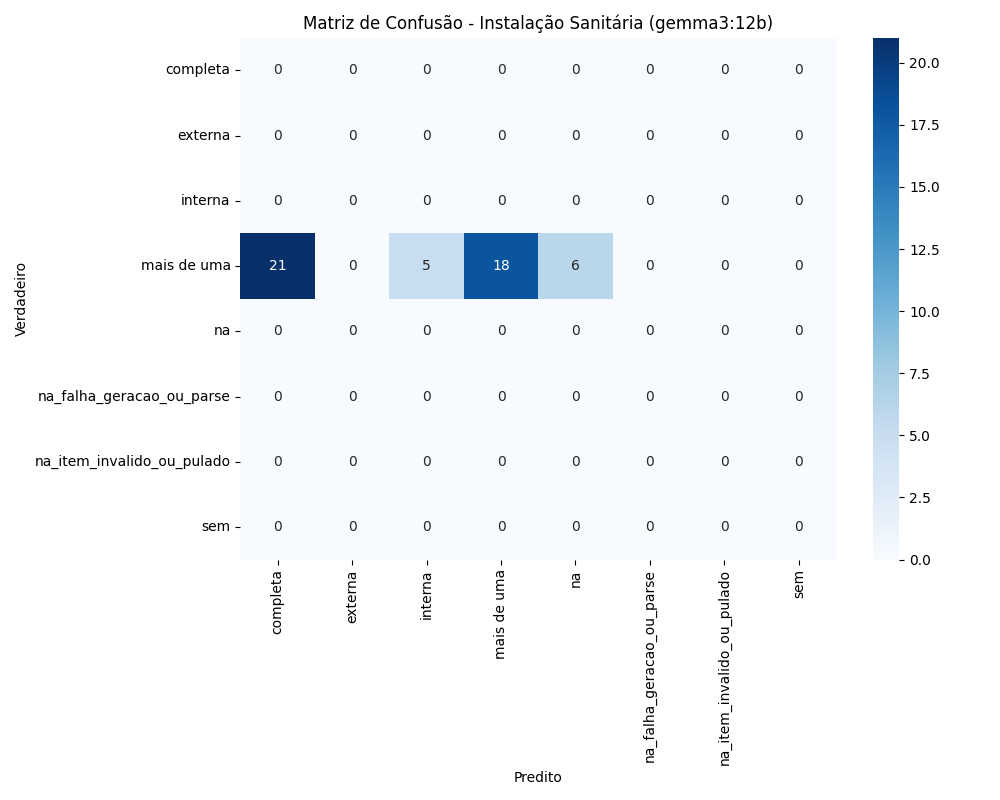 Matriz de Confusão - Instalação Sanitária (gemma3:12b)
completa 0 0 0 0 0 0 0 0
externa 0 0 0 0 0 0 0 0
interna 0 0 0 0 0 0 0 0
mais de uma 21 0 5 18 6 0 0 0
na 0 0 0 0 0 0 0 0
na_falha_geracao_ou_parse 0 0 0 0 0 0 0 0
na_item_invalido_ou_pulado 0 0 0 0 0 0 0 0
sem 0 0 0 0 0 0 0 0
Verdadeiro
completa
externa
interna
mais de uma
na
na_falha_geracao_ou_parse
na_item_invalido_ou_pulado
sem
Predito
20.0
17.5
15.0
12.5
10.0
7.5
5.0
2.5
0.0